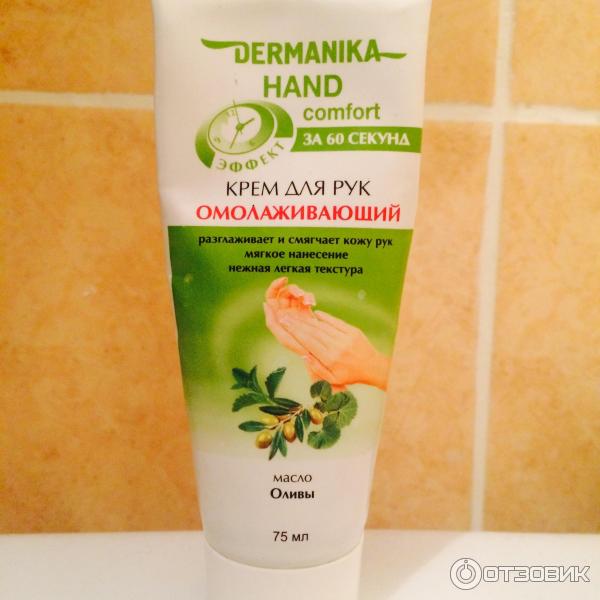 DERMANIKA
HAND
comfort
ЭФФЕКТ
ЗА 60 СЕКУНД
КРЕМ ДЛЯ РУК
ОМОЛАЖИВАЮЩИЙ
разглаживает и смягчает кожу рук
мягкое нанесение
нежная легкая текстура
масло
Оливы
75 мл
ОТЗОВИК